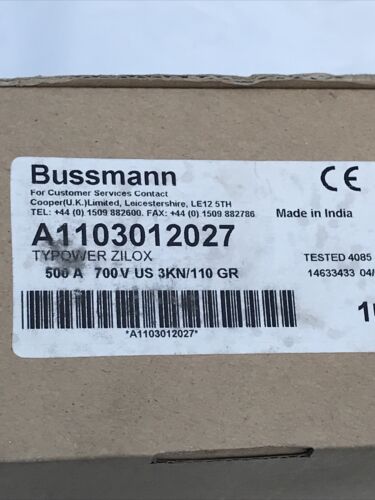 Bussmann
For Customer Services Contact
Cooper(U.K.)Limited, Leicestershire, LE12 5TH
TEL: +44 (0) 1509 882600. FAX: +44 (0) 1509 882786
CE
Made in India
A1103012027
TYPOWER ZILOX
500 A 700 V US 3KN/110 GR
TESTED 4085
14633433 04/
*A1103012027*